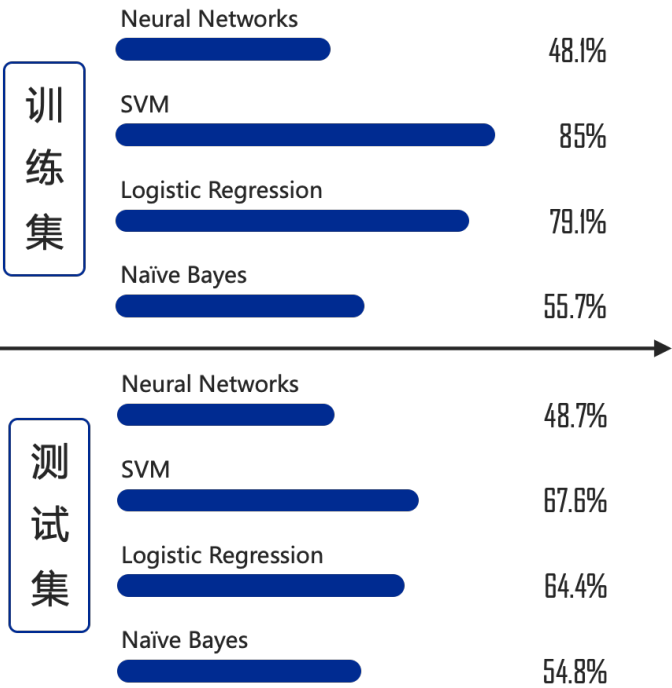 训
练
集
Neural Networks
48.1%
SVM
85%
Logistic Regression
79.1%
Naïve Bayes
55.7%
测
试
集
Neural Networks
48.7%
SVM
67.6%
Logistic Regression
64.4%
Naïve Bayes
54.8%